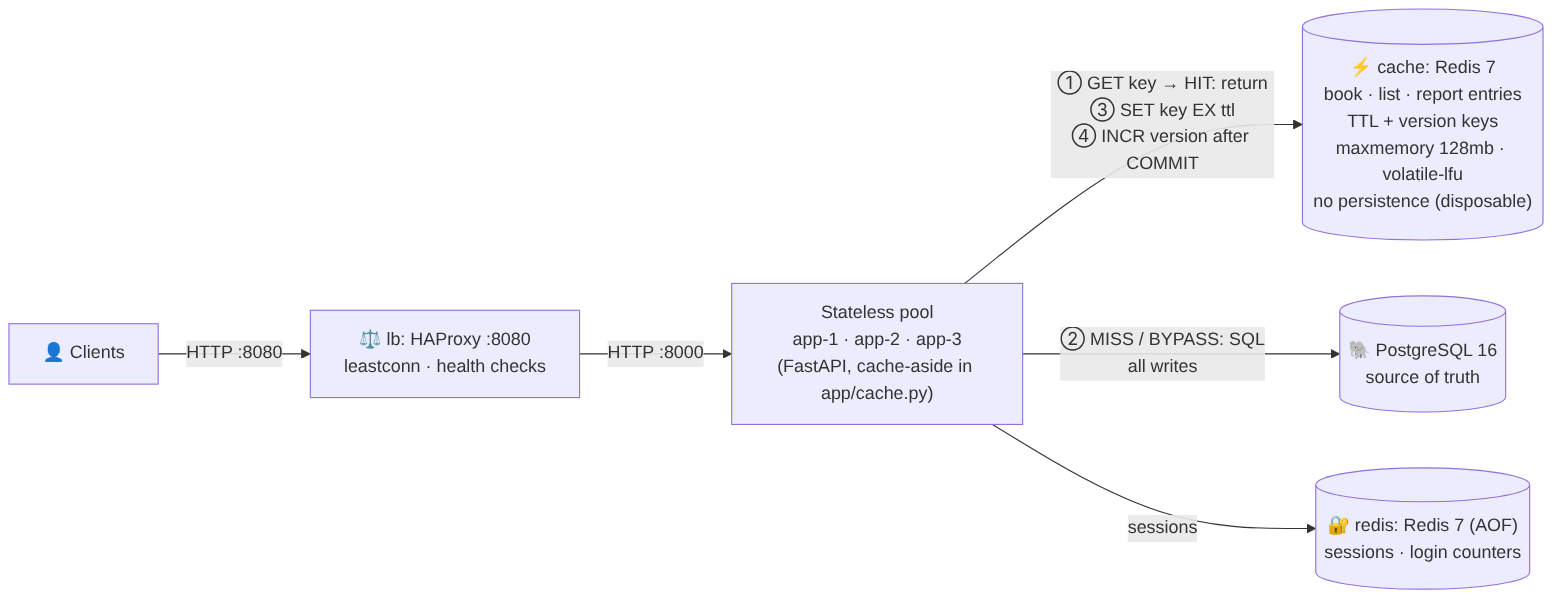 👤 Clients
HTTP :8080
⚖️ lb: HAProxy :8080
leastconn · health checks
HTTP :8000
Stateless pool
app-1 · app-2 · app-3
(FastAPI, cache-aside in
app/cache.py)
① GET key → HIT: return
③ SET key EX ttl
④ INCR version after
COMMIT
⚡ cache: Redis 7
book · list · report entries
TTL + version keys
maxmemory 128mb ·
volatile-lfu
no persistence (disposable)
② MISS / BYPASS: SQL
all writes
🐘 PostgreSQL 16
source of truth
sessions
🔐 redis: Redis 7 (AOF)
sessions · login counters